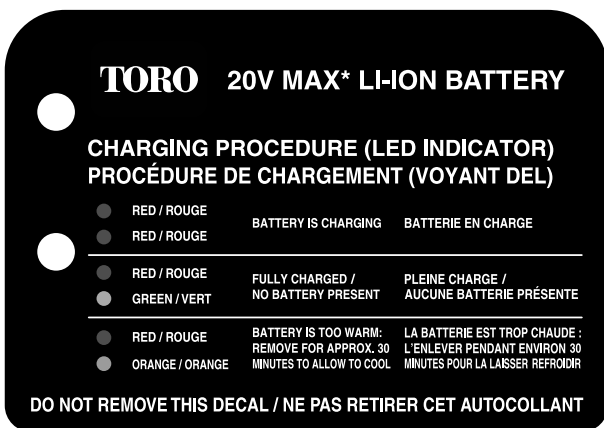 TORO 20V MAX* LI-ION BATTERY
CHARGING PROCEDURE (LED INDICATOR)
PROCÉDURE DE CHARGEMENT (VOYANT DEL)
RED / ROUGE
RED / ROUGE
BATTERY IS CHARGING
BATTERIE EN CHARGE
RED / ROUGE
GREEN / VERT
FULLY CHARGED /
NO BATTERY PRESENT
PLEINE CHARGE /
AUCUNE BATTERIE PRÉSENTE
RED / ROUGE
ORANGE / ORANGE
BATTERY IS TOO WARM:
REMOVE FOR APPROX. 30
MINUTES TO ALLOW TO COOL
LA BATTERIE EST TROP CHAUDE :
L'ENLEVER PENDANT ENVIRON 30
MINUTES POUR LA LAISSER REFROIDIR
DO NOT REMOVE THIS DECAL / NE PAS RETIRER CET AUTOCOLLANT